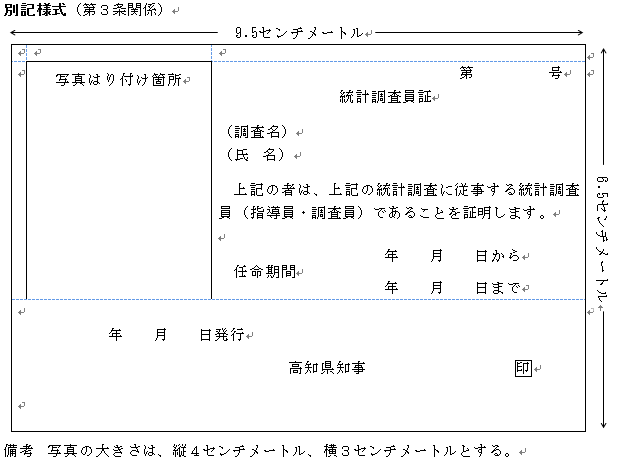 別記様式（第３条関係）
9.5センチメートル
第　　　　　号
写真はり付け箇所
統計調査員証
（調査名）
（氏　名）
上記の者は、上記の統計調査に従事する統計調査
員（指導員・調査員）であることを証明します。
年　　月　　日から
任命期間
年　　月　　日まで
6.5センチメートル
年　　月　　日発行
高知県知事　　　　　　　　　　印
備考　写真の大きさは、縦４センチメートル、横３センチメートルとする。